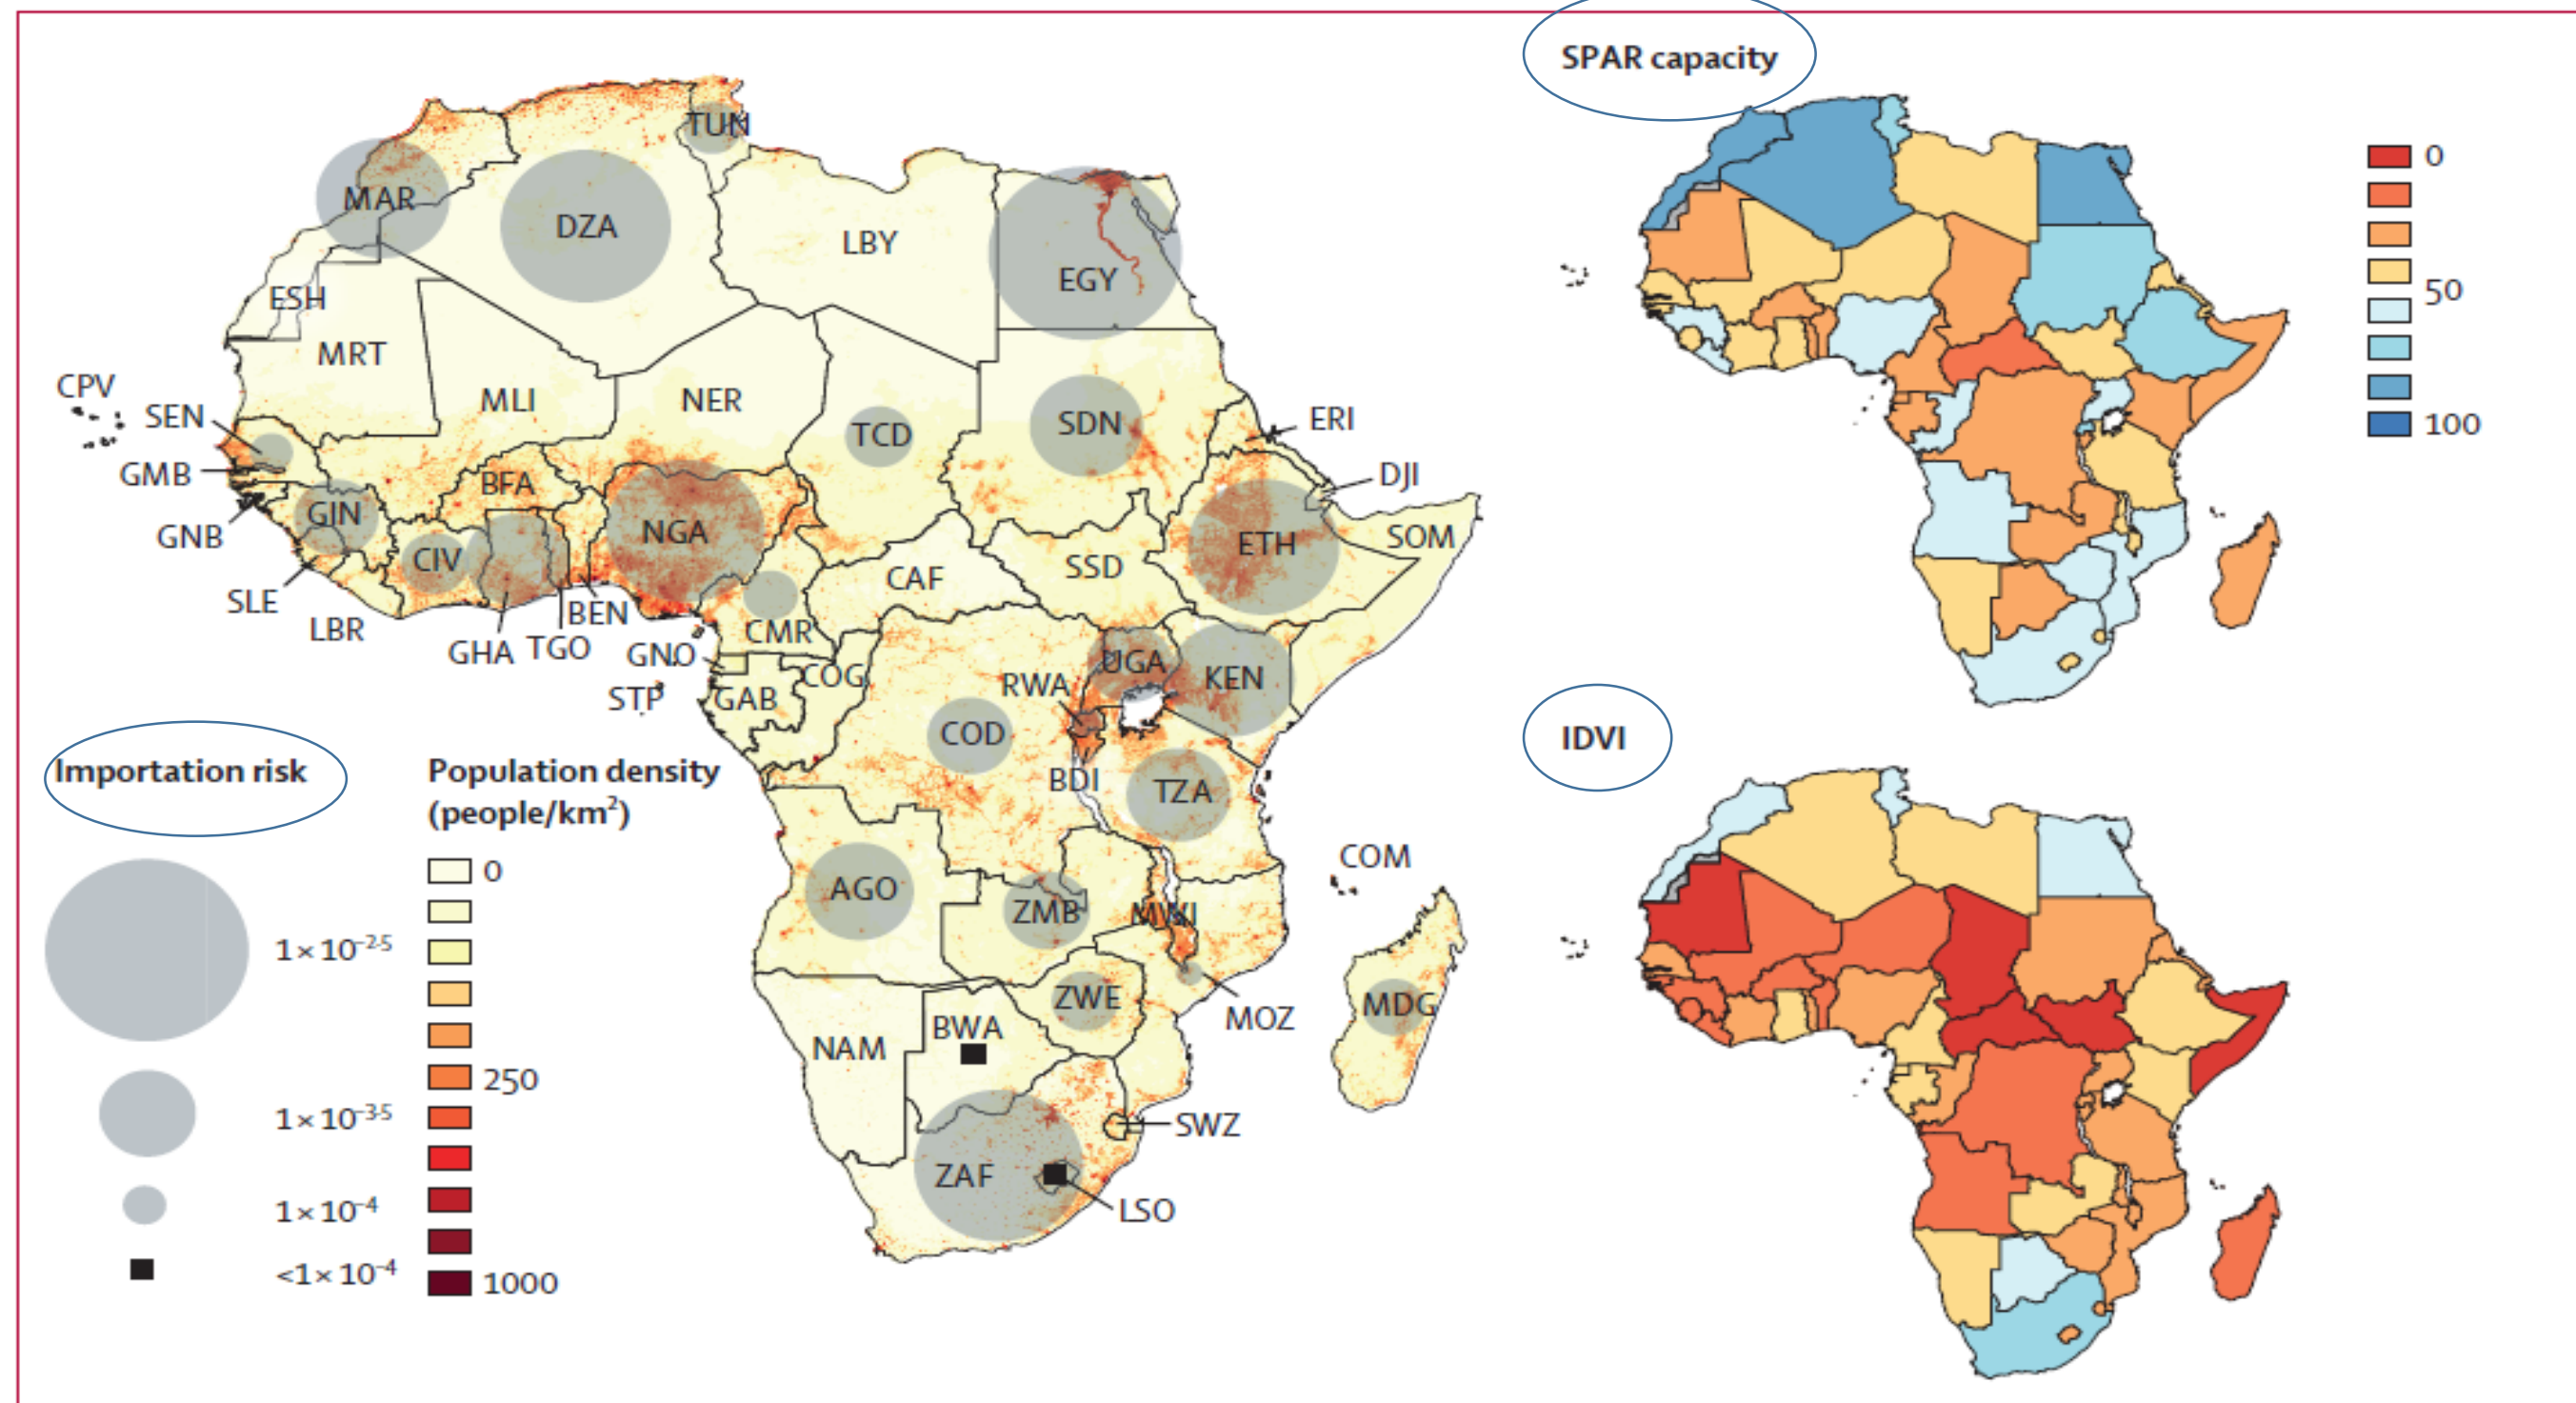 SPAR capacity
0
50
100
TUN
MAR
DZA
LBY
EGY
ESH
MRT
CPV
MLI
NER
SEN
TCD
SDN
ERI
GMB
DJI
BFA
GIN
NGA
GNB
CIV
ETH
SOM
SSD
CAF
SLE
LBR
BEN
GHA
TGO
CMR
GNO
UGA
KEN
COG
RWA
STP
GAB
COD
IDVI
BDI
TZA
Importation risk
Population density
(people/km²)
COM
0
AGO
ZMB
MWI
1×10⁻²·⁵
ZWE
MDG
MOZ
BWA
NAM
250
1×10⁻³·⁵
SWZ
ZAF
LSO
1×10⁻⁴
<1×10⁻⁴
1000